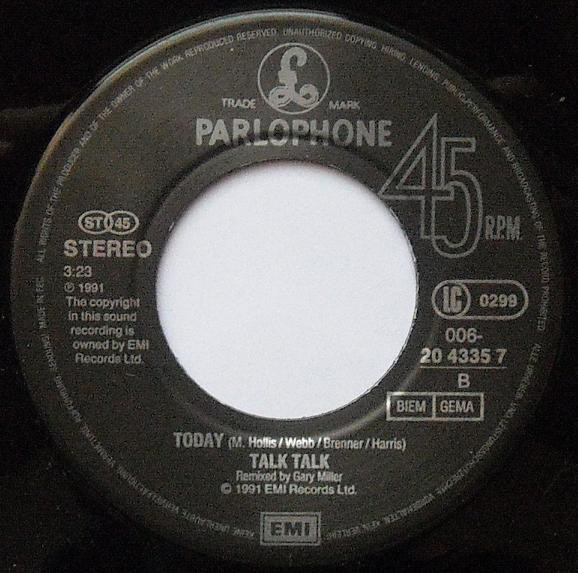 ALL RIGHTS OF THE PRODUCER AND OF THE OWNER OF THE WORK REPRODUCED RESERVED. UNAUTHORIZED COPYING, HIRING, LENDING, PUBLIC PERFORMANCE AND BROADCASTING OF THE RECORD PROHIBITED.
£
TRADE MARK
PARLOPHONE
45 R.P.M.
ST 45
STEREO
3:23
℗ 1991
The copyright
in this sound
recording is
owned by EMI
Records Ltd.
LC 0299
006-
20 4335 7
B
BIEM GEMA
TODAY (M. Hollis/Webb/Brenner/Harris)
TALK TALK
Remixed by Gary Miller
© 1991 EMI Records Ltd.
EMI
MADE IN EEC